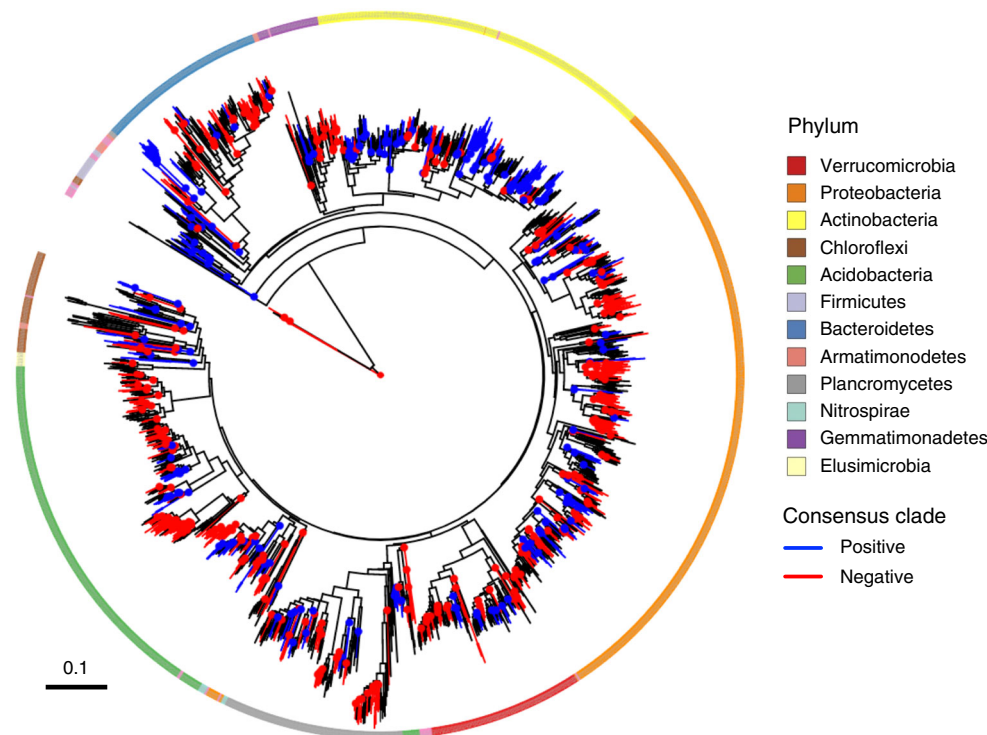 Phylum
Verrucomicrobia
Proteobacteria
Actinobacteria
Chloroflexi
Acidobacteria
Firmicutes
Bacteroidetes
Armatimonodetes
Plancromycetes
Nitrospirae
Gemmatimonadetes
Elusimicrobia
Consensus clade
Positive
Negative
0.1